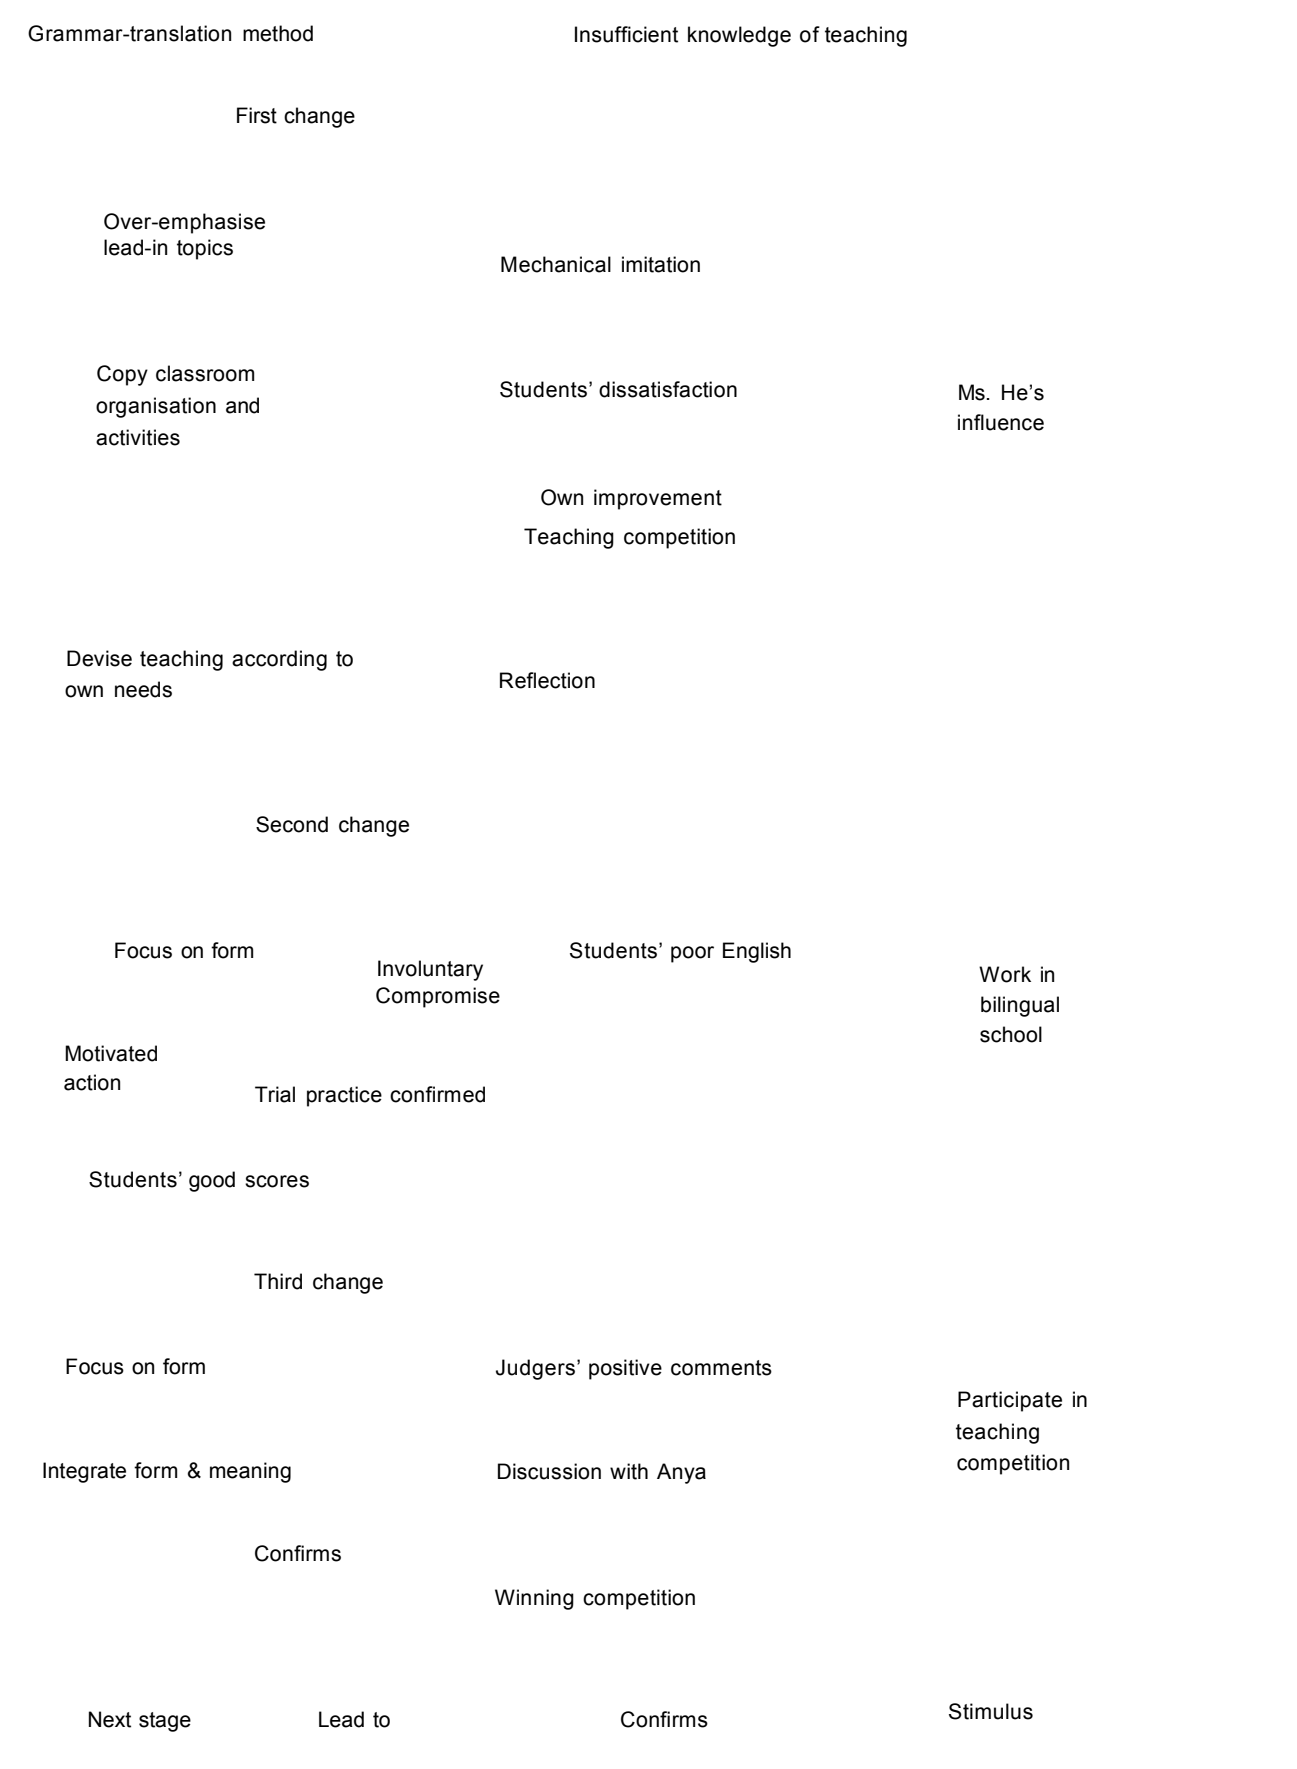 Grammar-translation method
Insufficient knowledge of teaching
First change
Over-emphasise
lead-in topics
Mechanical imitation
Copy classroom
organisation and
activities
Students' dissatisfaction
Ms. He's
influence
Own improvement
Teaching competition
Devise teaching according to
own needs
Reflection
Second change
Focus on form
Involuntary
Compromise
Students' poor English
Work in
bilingual
school
Motivated
action
Trial practice confirmed
Students' good scores
Third change
Focus on form
Judgers' positive comments
Participate in
teaching
competition
Integrate form & meaning
Discussion with Anya
Confirms
Winning competition
Next stage
Lead to
Confirms
Stimulus